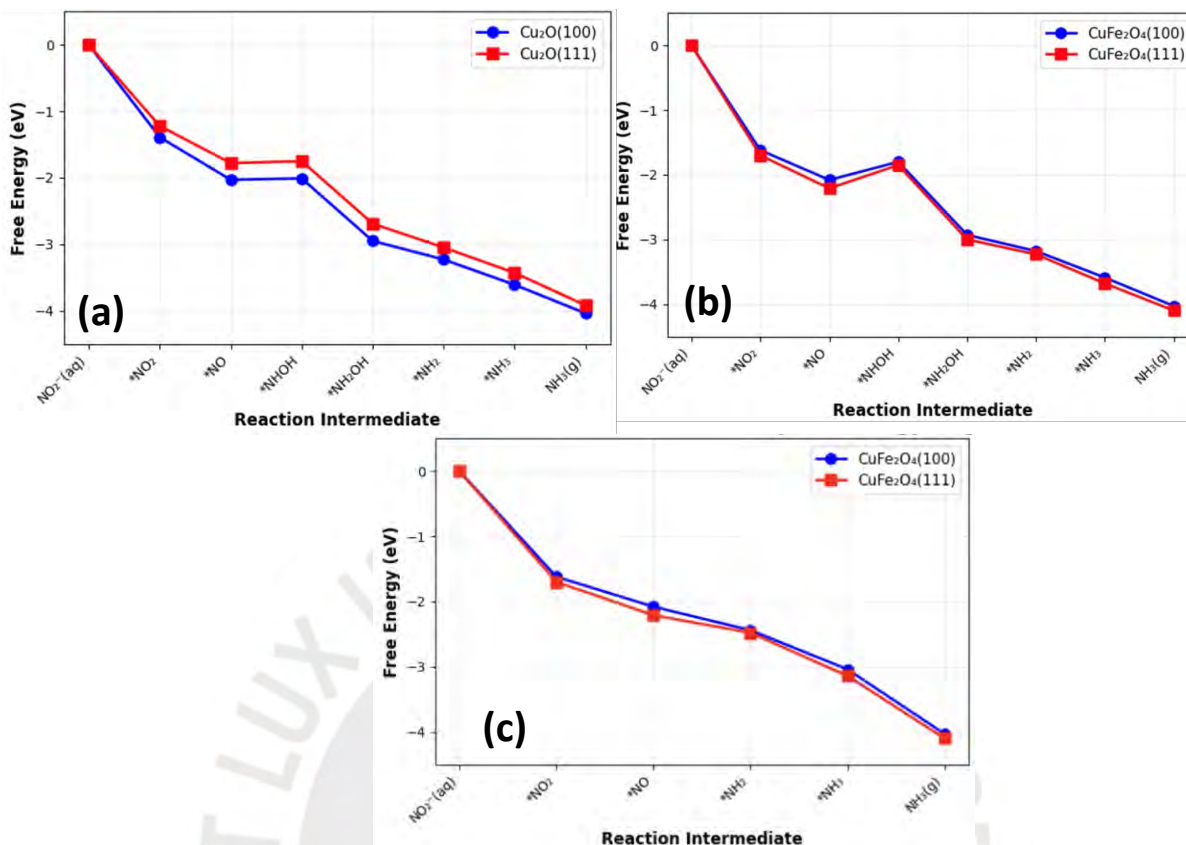 Cu₂O(100)
Cu₂O(111)
Free Energy (eV)
0
−1
−2
−3
−4
(a)
NO₂⁻(aq)
*NO₂
*NO
*NHOH
*NH₂OH
*NH₂
*NH₃
NH₃(g)
Reaction Intermediate
CuFe₂O₄(100)
CuFe₂O₄(111)
Free Energy (eV)
0
−1
−2
−3
−4
(b)
NO₂⁻(aq)
*NO₂
*NO
*NHOH
*NH₂OH
*NH₂
*NH₃
NH₃(g)
Reaction Intermediate
CuFe₂O₄(100)
CuFe₂O₄(111)
Free Energy (eV)
0
−1
−2
−3
−4
(c)
NO₂⁻(aq)
*NO₂
*NO
*NH₂
*NH₃
NH₃(g)
Reaction Intermediate
LUX